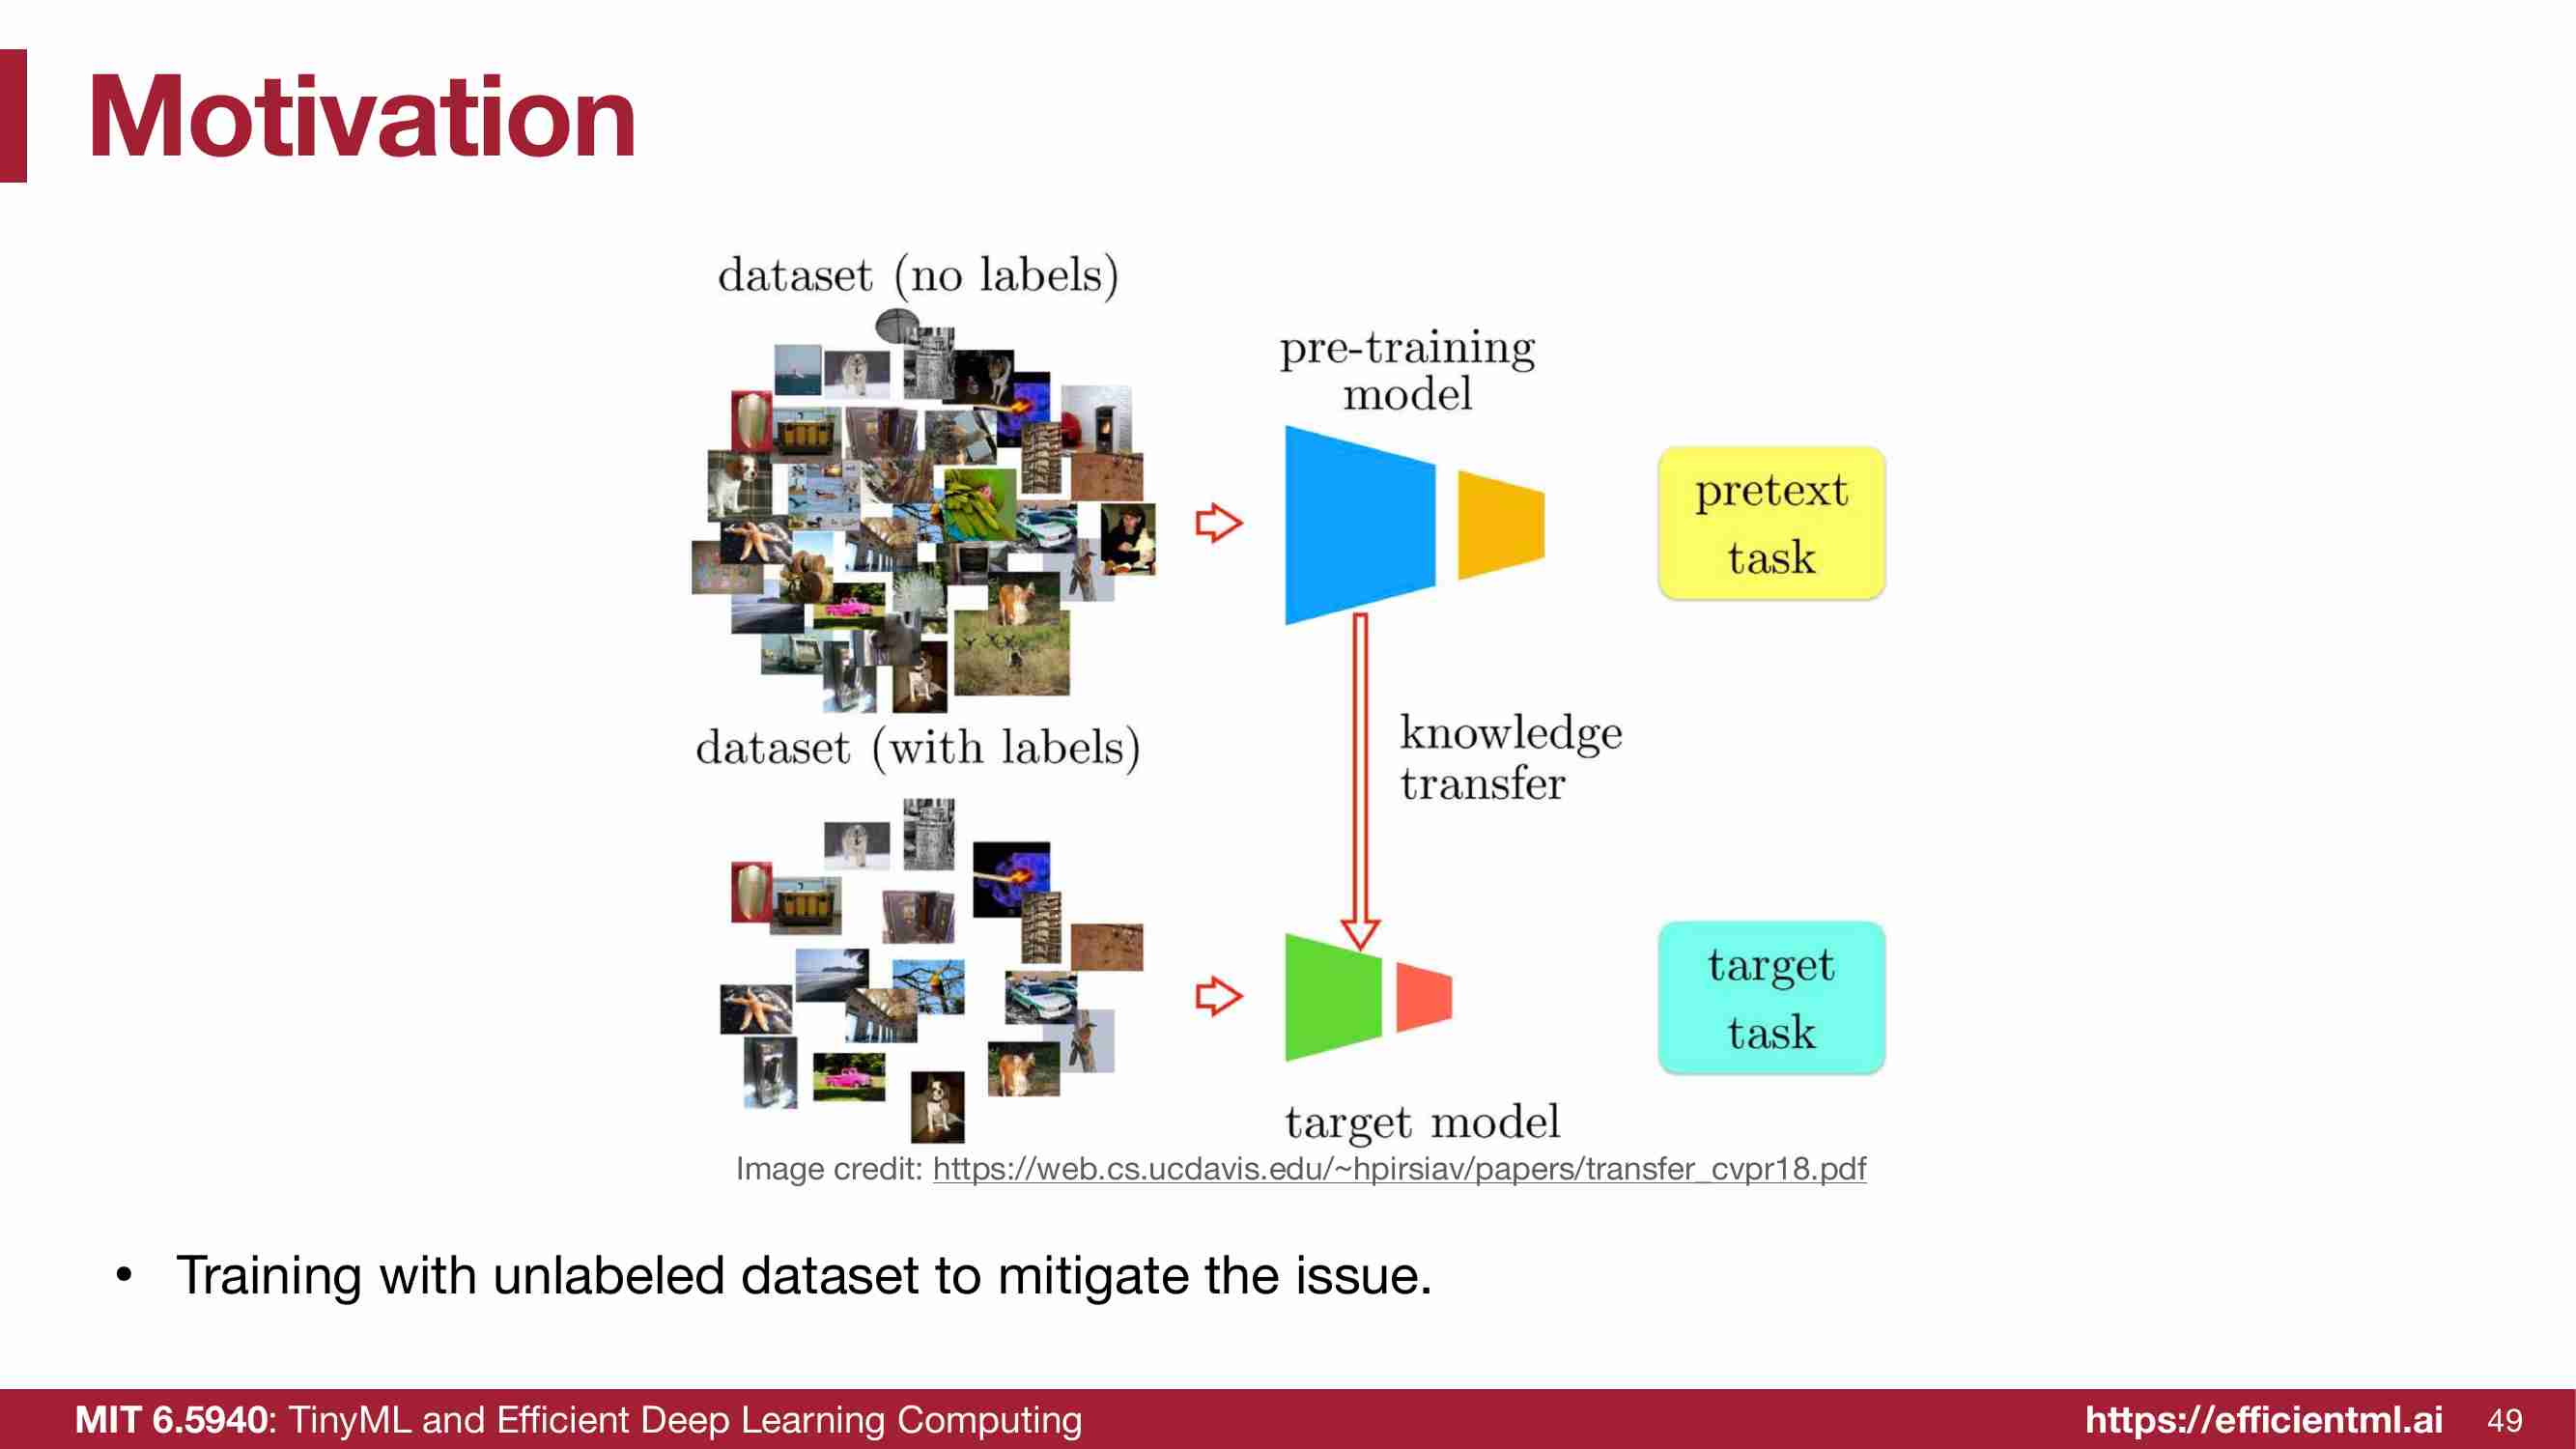 Motivation
dataset (no labels)
pre-training
model
pretext
task
knowledge
transfer
dataset (with labels)
target
task
target model
Image credit: https://web.cs.ucdavis.edu/~hpirsiav/papers/transfer_cvpr18.pdf
• Training with unlabeled dataset to mitigate the issue.
MIT 6.5940: TinyML and Efficient Deep Learning Computing
https://efficientml.ai 49